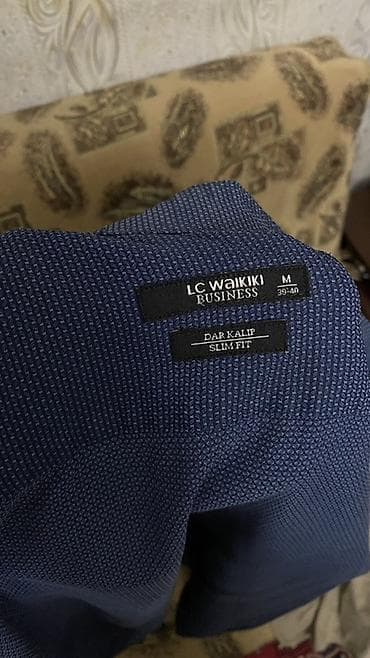 LC WAIKIKI M
BUSINESS 39-40
DAR KALIP
SLIM FIT